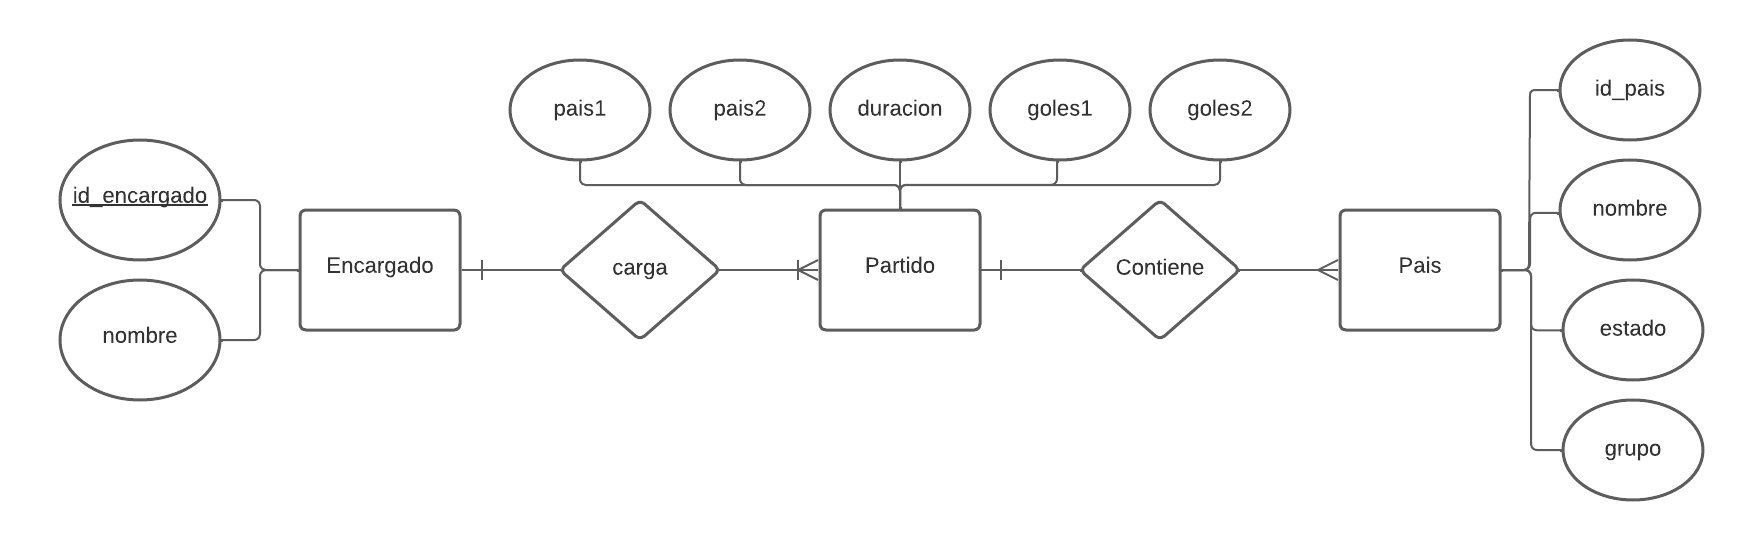 id_encargado
nombre
Encargado
carga
pais1
pais2
duracion
goles1
goles2
Partido
Contiene
Pais
id_pais
nombre
estado
grupo